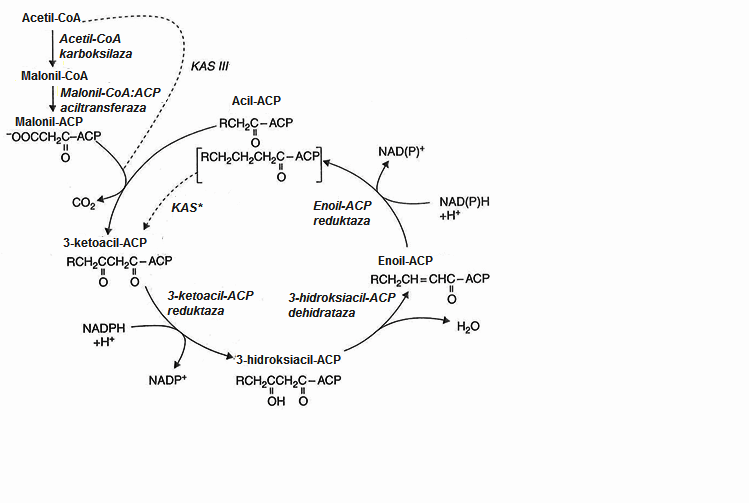 Acetil-CoA
Acetil-CoA
karboksilaza
KAS III
Malonil-CoA
Malonil-CoA:ACP
aciltransferaza
Malonil-ACP
⁻OOCCH₂C–ACP
O
Acil-ACP
RCH₂C–ACP
O
RCH₂CH₂CH₂C–ACP
O
NAD(P)⁺
CO₂
KAS*
Enoil-ACP
reduktaza
NAD(P)H
+H⁺
3-ketoacil-ACP
RCH₂CCH₂C–ACP
O O
Enoil-ACP
RCH₂CH=CHC–ACP
O
3-ketoacil-ACP
reduktaza
3-hidroksiacil-ACP
dehidrataza
NADPH
+H⁺
H₂O
NADP⁺
3-hidroksiacil-ACP
RCH₂CCH₂C–ACP
OH O